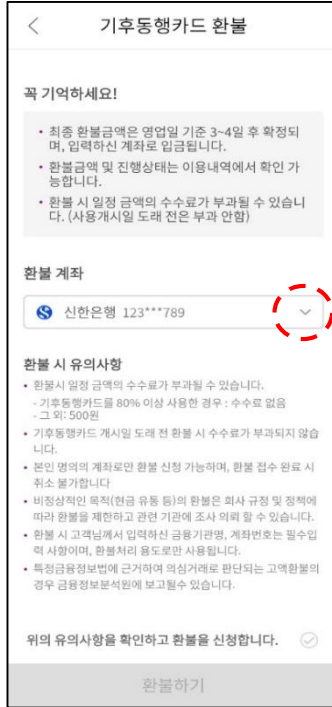 기후동행카드 환불
꼭 기억하세요!
• 최종 환불금액은 영업일 기준 3~4일 후 확정되
며, 입력하신 계좌로 입금됩니다.
• 환불금액 및 진행상태는 이용내역에서 확인 가
능합니다.
• 환불 시 일정 금액의 수수료가 부과될 수 있습니
다. (사용개시일 도래 전은 부과 안함)
환불 계좌
신한은행 123***789
환불 시 유의사항
• 환불시 일정 금액의 수수료가 부과될 수 있습니다.
- 기후동행카드를 80% 이상 사용한 경우 : 수수료 없음
- 그 외: 500원
• 기후동행카드 개시일 도래 전 환불 시 수수료가 부과되지 않습
니다.
• 본인 명의의 계좌로만 환불 신청 가능하며, 환불 접수 완료 시
취소 불가합니다
• 비정상적인 목적(현금 유통 등)의 환불은 회사 규정 및 정책에
따라 환불을 제한하고 관련 기관에 조사 의뢰 할 수 있습니다.
• 환불 시 고객님께서 입력하신 금융기관명, 계좌번호는 필수입
력 사항이며, 환불처리 용도로만 사용됩니다.
• 특정금융정보법에 근거하여 의심거래로 판단되는 고액환불의
경우 금융정보분석원에 보고될수 있습니다.
위의 유의사항을 확인하고 환불을 신청합니다.
환불하기